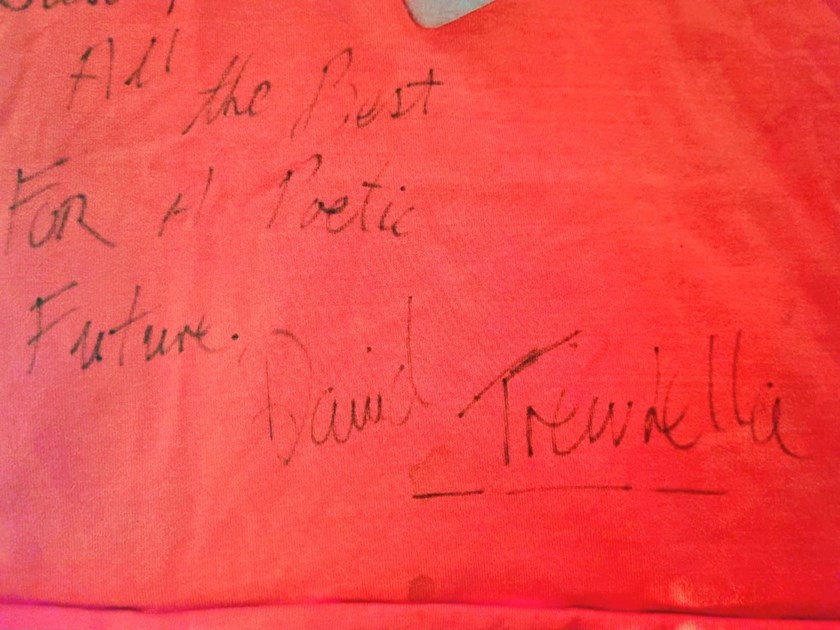 All the Best
FOR A Poetic
Future.
David Trewhella